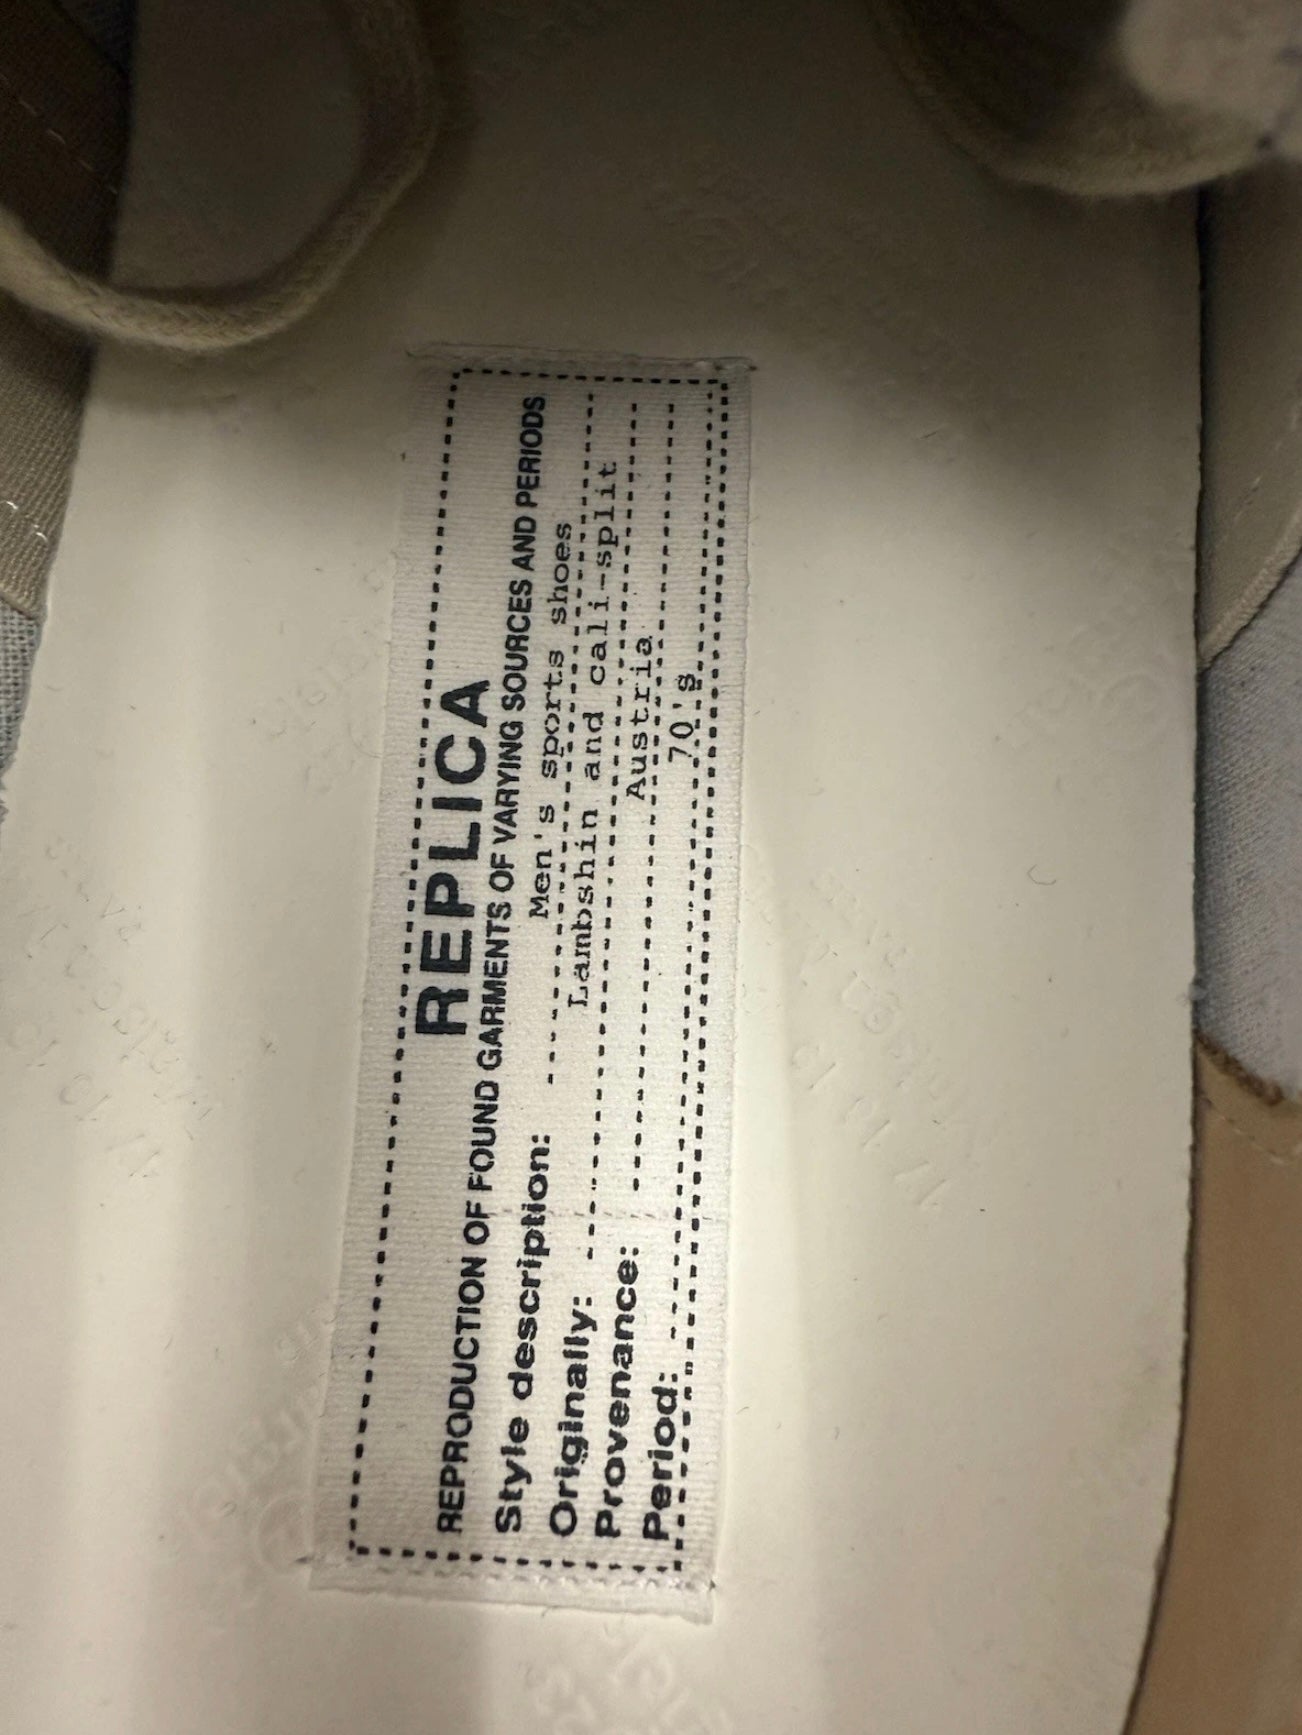 REPLICA
REPRODUCTION OF FOUND GARMENTS OF VARYING SOURCES AND PERIODS
Style description: Men's sports shoes
Originally: Lambshin and cali-split
Provenance: Austria
Period: 70's